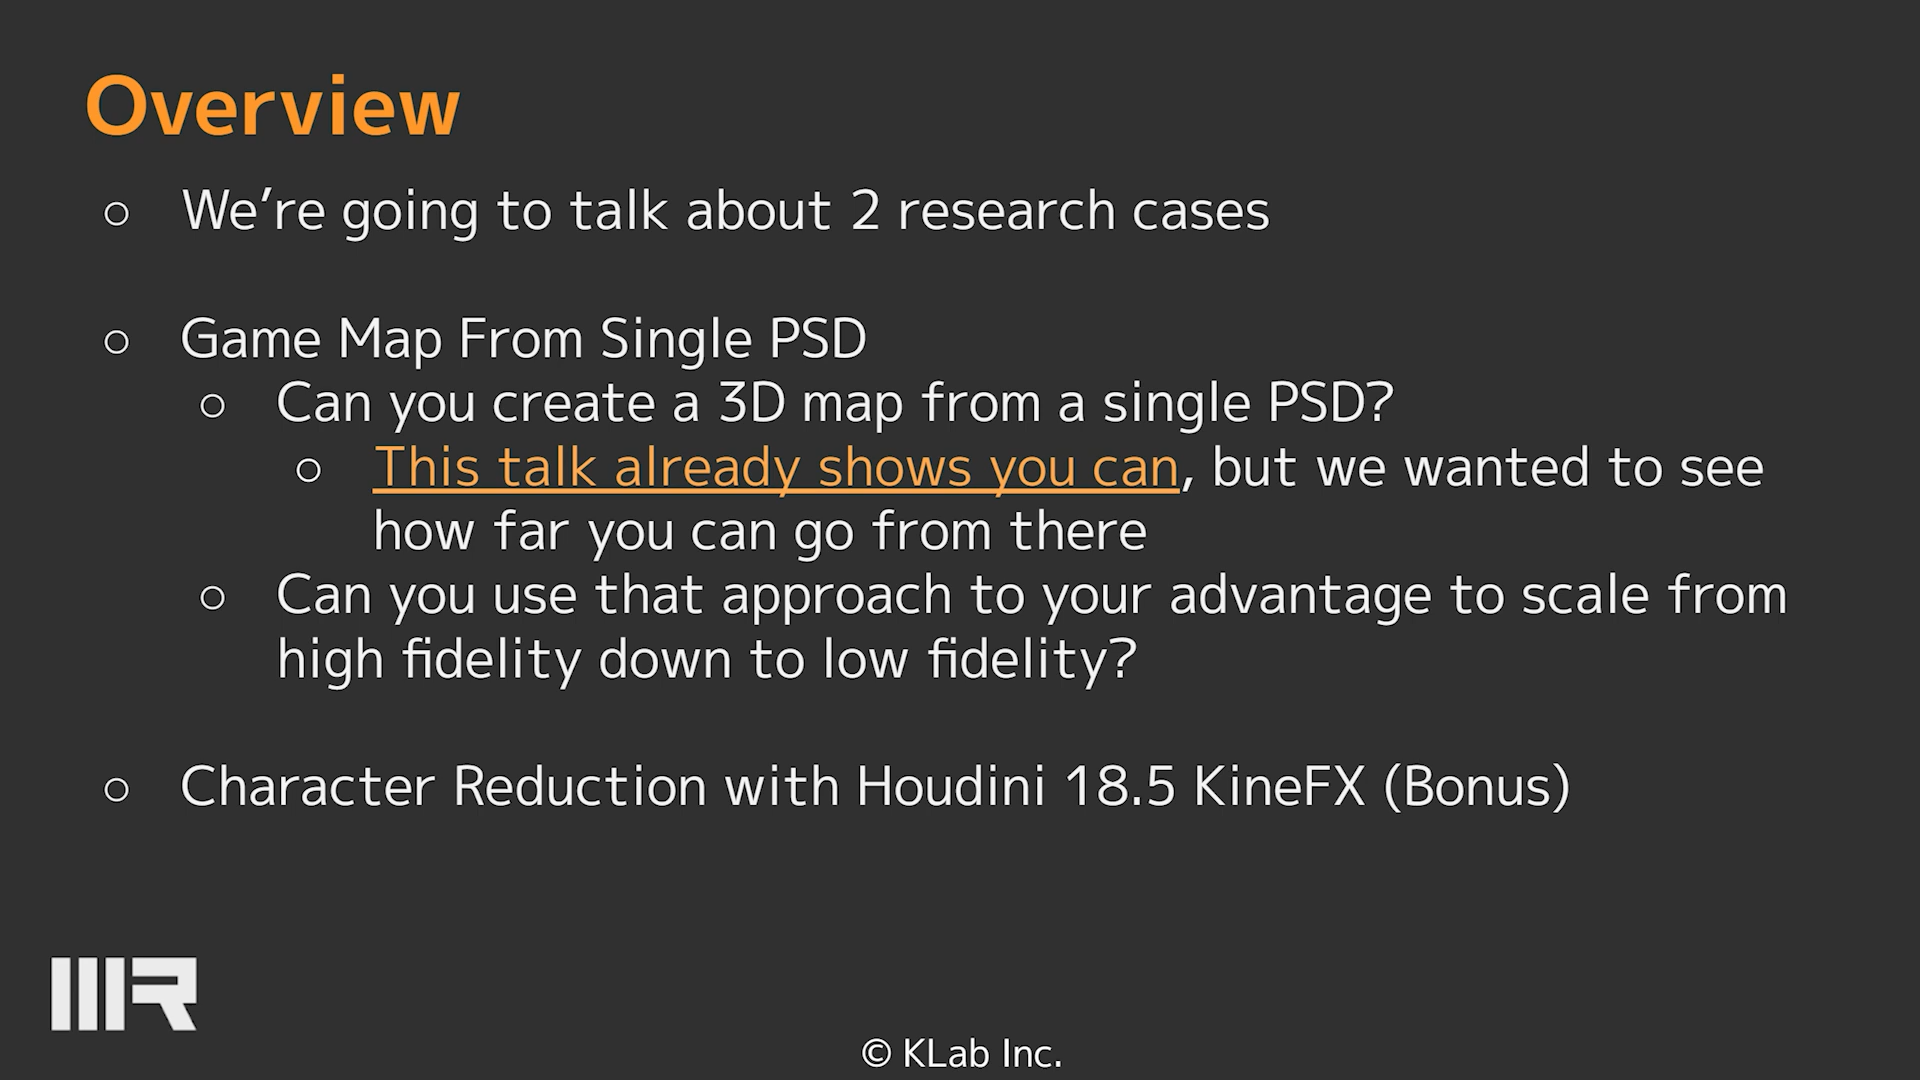 Overview
○ We’re going to talk about 2 research cases
○ Game Map From Single PSD
○ Can you create a 3D map from a single PSD?
○ This talk already shows you can, but we wanted to see
how far you can go from there
○ Can you use that approach to your advantage to scale from
high fidelity down to low fidelity?
○ Character Reduction with Houdini 18.5 KineFX (Bonus)
© KLab Inc.